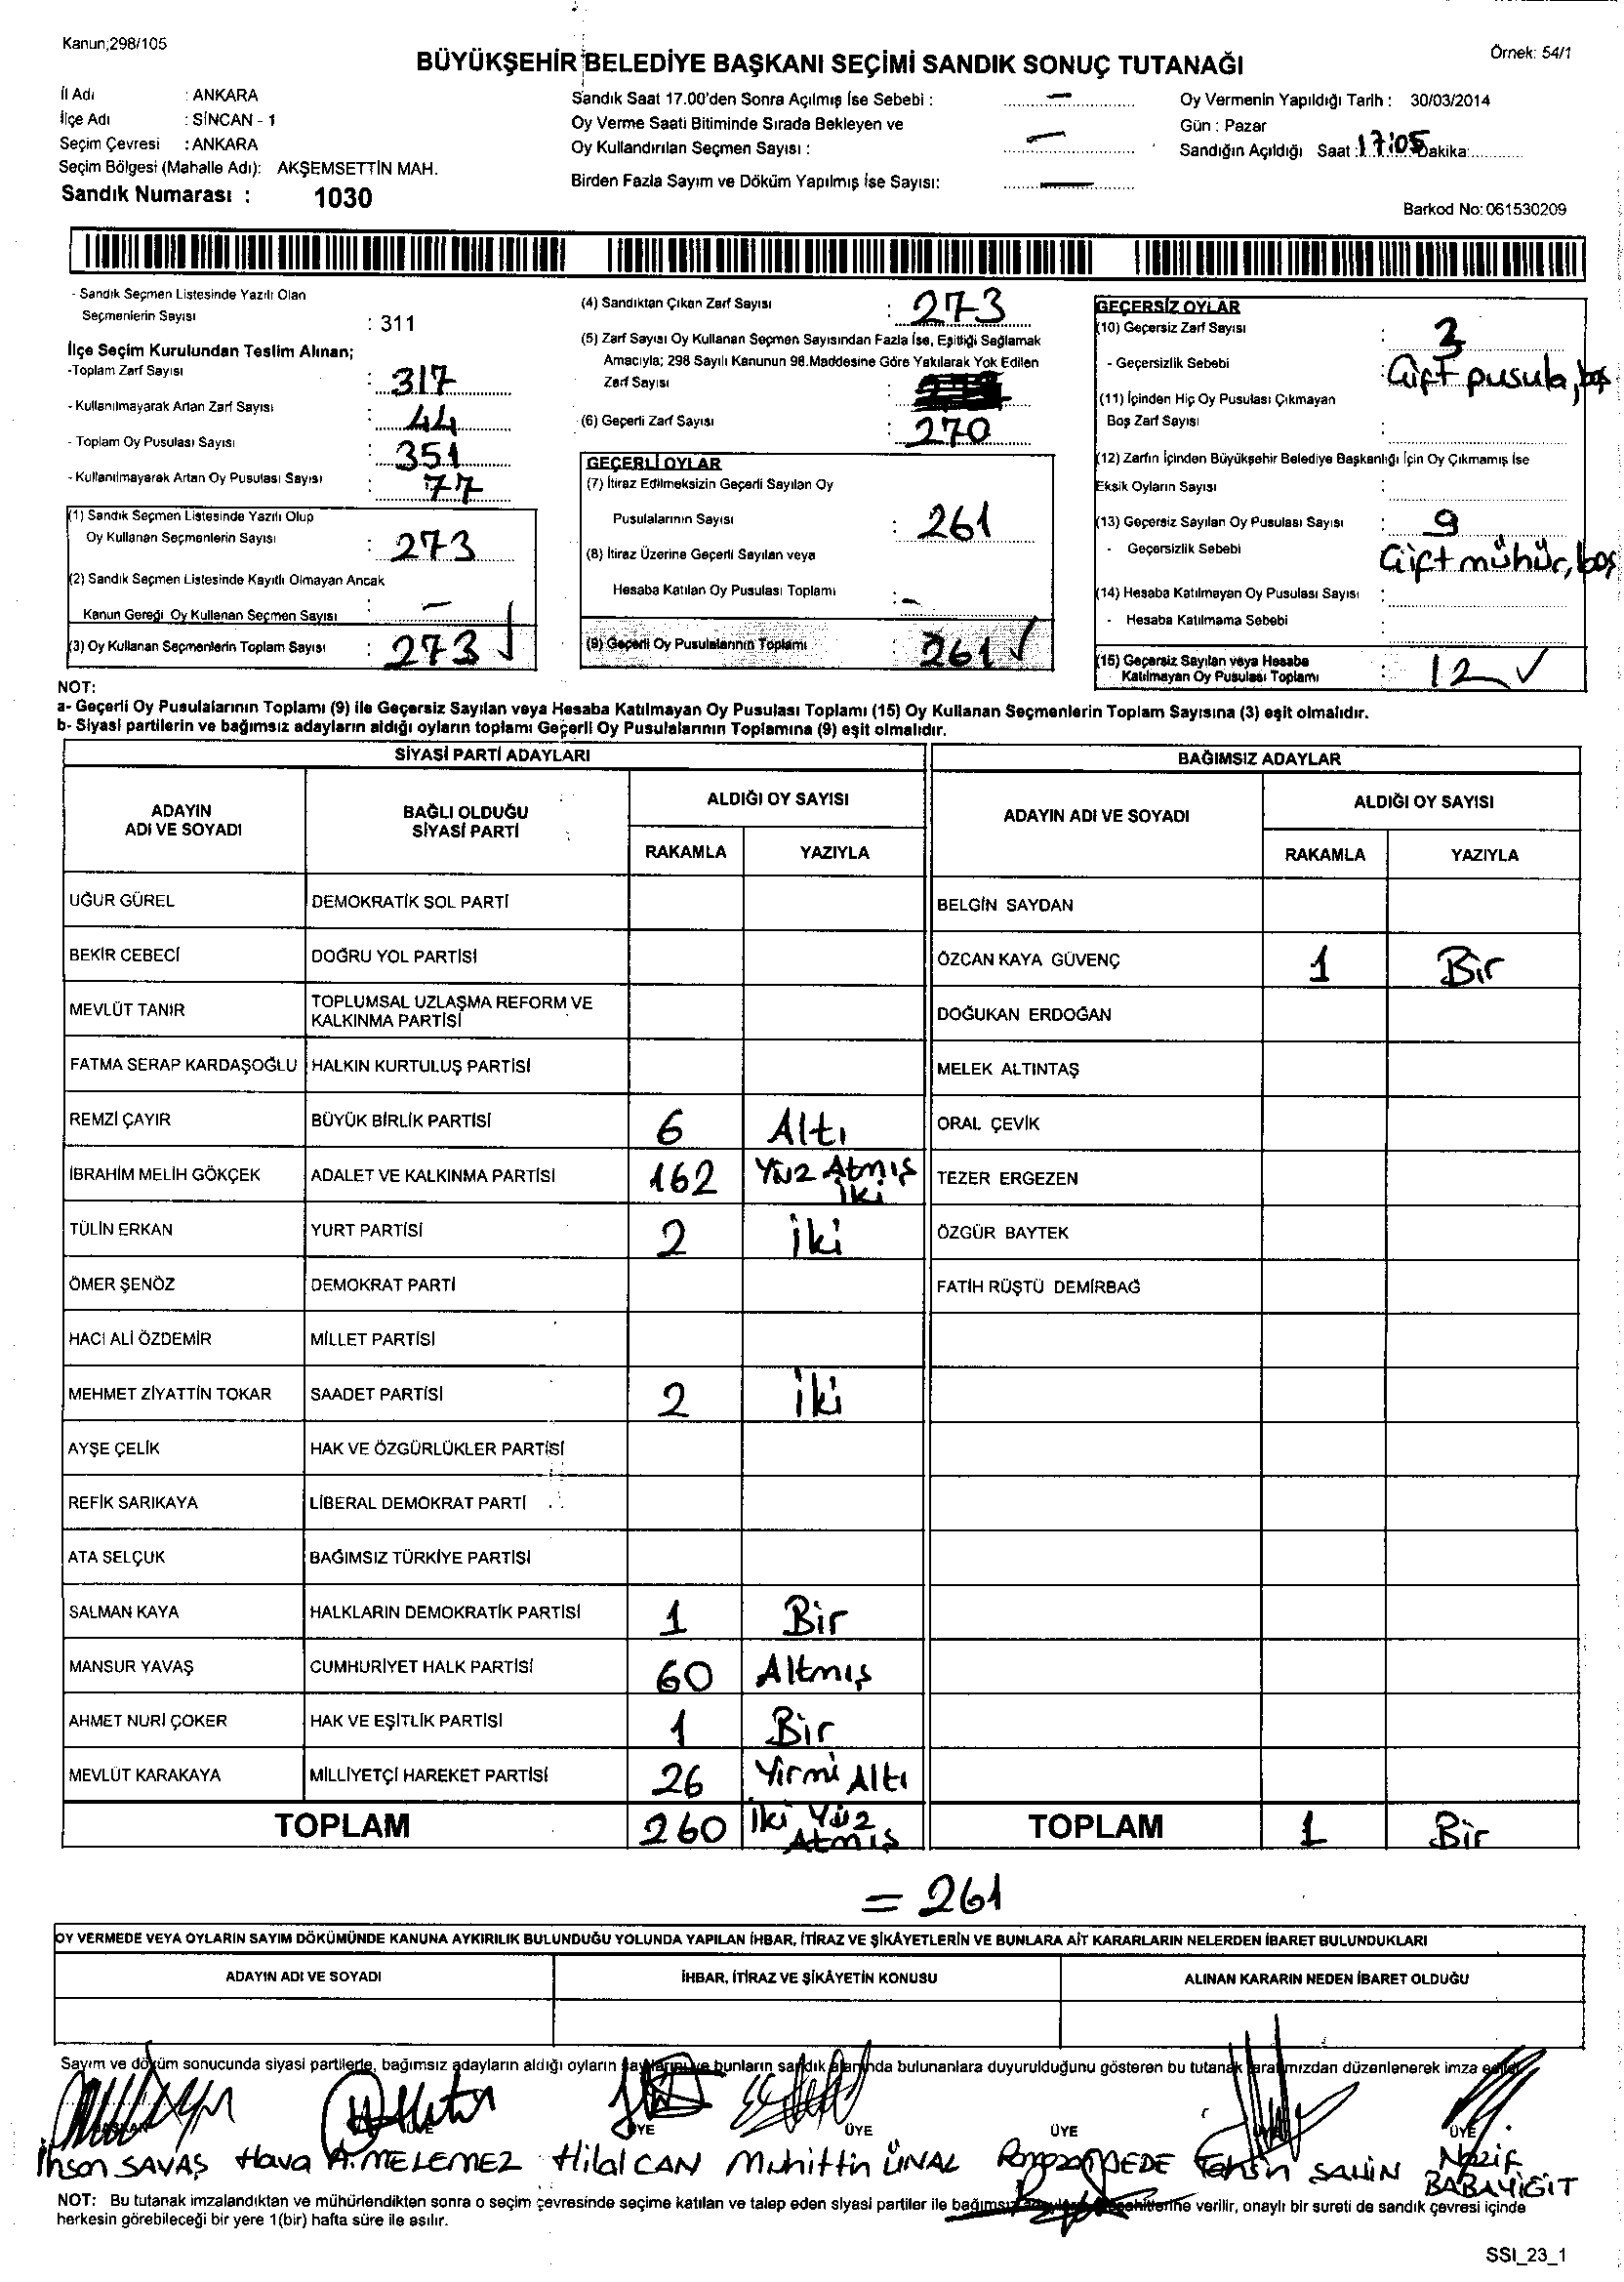 Kanun;298/105
Örnek: 54/1
BÜYÜKŞEHİR BELEDİYE BAŞKANI SEÇİMİ SANDIK SONUÇ TUTANAĞI
İl Adı : ANKARA
İlçe Adı : SİNCAN - 1
Seçim Çevresi : ANKARA
Seçim Bölgesi (Mahalle Adı): AKŞEMSETTİN MAH.
Sandık Numarası : 1030
Sandık Saat 17.00'den Sonra Açılmış İse Sebebi : —
Oy Verme Saati Bitiminde Sırada Bekleyen ve
Oy Kullandırılan Seçmen Sayısı : —
Birden Fazla Sayım ve Döküm Yapılmış İse Sayısı: —
Oy Vermenin Yapıldığı Tarih : 30/03/2014
Gün : Pazar
Sandığın Açıldığı Saat : 17:05 Dakika:
Barkod No: 061530209
- Sandık Seçmen Listesinde Yazılı Olan
Seçmenlerin Sayısı : 311
İlçe Seçim Kurulundan Teslim Alınan;
-Toplam Zarf Sayısı : 317
- Kullanılmayarak Artan Zarf Sayısı : 44
- Toplam Oy Pusulası Sayısı : 351
- Kullanılmayarak Artan Oy Pusulası Sayısı : 77
(1) Sandık Seçmen Listesinde Yazılı Olup
Oy Kullanan Seçmenlerin Sayısı : 273
(2) Sandık Seçmen Listesinde Kayıtlı Olmayan Ancak
Kanun Gereği Oy Kullanan Seçmen Sayısı : —
(3) Oy Kullanan Seçmenlerin Toplam Sayısı : 273 ✓
(4) Sandıktan Çıkan Zarf Sayısı : 273
(5) Zarf Sayısı Oy Kullanan Seçmen Sayısından Fazla İse, Eşitliği Sağlamak
Amacıyla; 298 Sayılı Kanunun 98.Maddesine Göre Yakılarak Yok Edilen
Zarf Sayısı :
(6) Geçerli Zarf Sayısı : 270
GEÇERLİ OYLAR
(7) İtiraz Edilmeksizin Geçerli Sayılan Oy
Pusulalarının Sayısı : 261
(8) İtiraz Üzerine Geçerli Sayılan veya
Hesaba Katılan Oy Pusulası Toplamı : -
(9) Geçerli Oy Pusulalarının Toplamı : 261 ✓
GEÇERSİZ OYLAR
(10) Geçersiz Zarf Sayısı : 3
- Geçersizlik Sebebi : Çift pusula, boş
(11) İçinden Hiç Oy Pusulası Çıkmayan
Boş Zarf Sayısı :
(12) Zarfın İçinden Büyükşehir Belediye Başkanlığı İçin Oy Çıkmamış İse
Eksik Oyların Sayısı :
(13) Geçersiz Sayılan Oy Pusulası Sayısı : 9
- Geçersizlik Sebebi Çift mühür, boş
(14) Hesaba Katılmayan Oy Pusulası Sayısı :
- Hesaba Katılmama Sebebi :
(15) Geçersiz Sayılan veya Hesaba
Katılmayan Oy Pusulası Toplamı : 12 ✓
NOT:
a- Geçerli Oy Pusulalarının Toplamı (9) ile Geçersiz Sayılan veya Hesaba Katılmayan Oy Pusulası Toplamı (15) Oy Kullanan Seçmenlerin Toplam Sayısına (3) eşit olmalıdır.
b- Siyasi partilerin ve bağımsız adayların aldığı oyların toplamı Geçerli Oy Pusulalarının Toplamına (9) eşit olmalıdır.
SİYASİ PARTİ ADAYLARI
ADAYIN ADI VE SOYADI BAĞLI OLDUĞU SİYASİ PARTİ ALDIĞI OY SAYISI
RAKAMLA YAZIYLA
UĞUR GÜREL DEMOKRATİK SOL PARTİ
BEKİR CEBECİ DOĞRU YOL PARTİSİ
MEVLÜT TANIR TOPLUMSAL UZLAŞMA REFORM VE KALKINMA PARTİSİ
FATMA SERAP KARDAŞOĞLU HALKIN KURTULUŞ PARTİSİ
REMZİ ÇAYIR BÜYÜK BİRLİK PARTİSİ 6 Altı
İBRAHİM MELİH GÖKÇEK ADALET VE KALKINMA PARTİSİ 162 Yüz Atmış İki
TÜLİN ERKAN YURT PARTİSİ 2 İki
ÖMER ŞENÖZ DEMOKRAT PARTİ
HACI ALİ ÖZDEMİR MİLLET PARTİSİ
MEHMET ZİYATTİN TOKAR SAADET PARTİSİ 2 İki
AYŞE ÇELİK HAK VE ÖZGÜRLÜKLER PARTİSİ
REFİK SARIKAYA LİBERAL DEMOKRAT PARTİ
ATA SELÇUK BAĞIMSIZ TÜRKİYE PARTİSİ
SALMAN KAYA HALKLARIN DEMOKRATİK PARTİSİ 1 Bir
MANSUR YAVAŞ CUMHURİYET HALK PARTİSİ 60 Altmış
AHMET NURİ ÇOKER HAK VE EŞİTLİK PARTİSİ 1 Bir
MEVLÜT KARAKAYA MİLLİYETÇİ HAREKET PARTİSİ 26 Yirmi Altı
TOPLAM 260 İki Yüz Atmış
BAĞIMSIZ ADAYLAR
ADAYIN ADI VE SOYADI ALDIĞI OY SAYISI
RAKAMLA YAZIYLA
BELGİN SAYDAN
ÖZCAN KAYA GÜVENÇ 1 Bir
DOĞUKAN ERDOĞAN
MELEK ALTINTAŞ
ORAL ÇEVİK
TEZER ERGEZEN
ÖZGÜR BAYTEK
FATİH RÜŞTÜ DEMİRBAĞ
TOPLAM 1 Bir
= 261
OY VERMEDE VEYA OYLARIN SAYIM DÖKÜMÜNDE KANUNA AYKIRILIK BULUNDUĞU YOLUNDA YAPILAN İHBAR, İTİRAZ VE ŞİKÂYETLERİN VE BUNLARA AİT KARARLARIN NELERDEN İBARET BULUNDUKLARI
ADAYIN ADI VE SOYADI İHBAR, İTİRAZ VE ŞİKÂYETİN KONUSU ALINAN KARARIN NEDEN İBARET OLDUĞU
Sayım ve döküm sonucunda siyasi partilerle, bağımsız adayların aldığı oyların bunların sandık alanında bulunanlara duyurulduğunu gösteren bu tutanak tarafımızdan düzenlenerek imza
ÜYE ÜYE ÜYE ÜYE
İhsan SAVAŞ Hava A. MELEMEZ Hilal CAN Muhittin ÜNAL Ramazan DEDE Tahsin SAHİN Nazif BABAYİGİT
NOT: Bu tutanak imzalandıktan ve mühürlendikten sonra o seçim çevresinde seçime katılan ve talep eden siyasi partiler ile bağımsız verilir, onaylı bir sureti de sandık çevresi içinde
herkesin görebileceği bir yere 1(bir) hafta süre ile asılır.
SSI_23_1